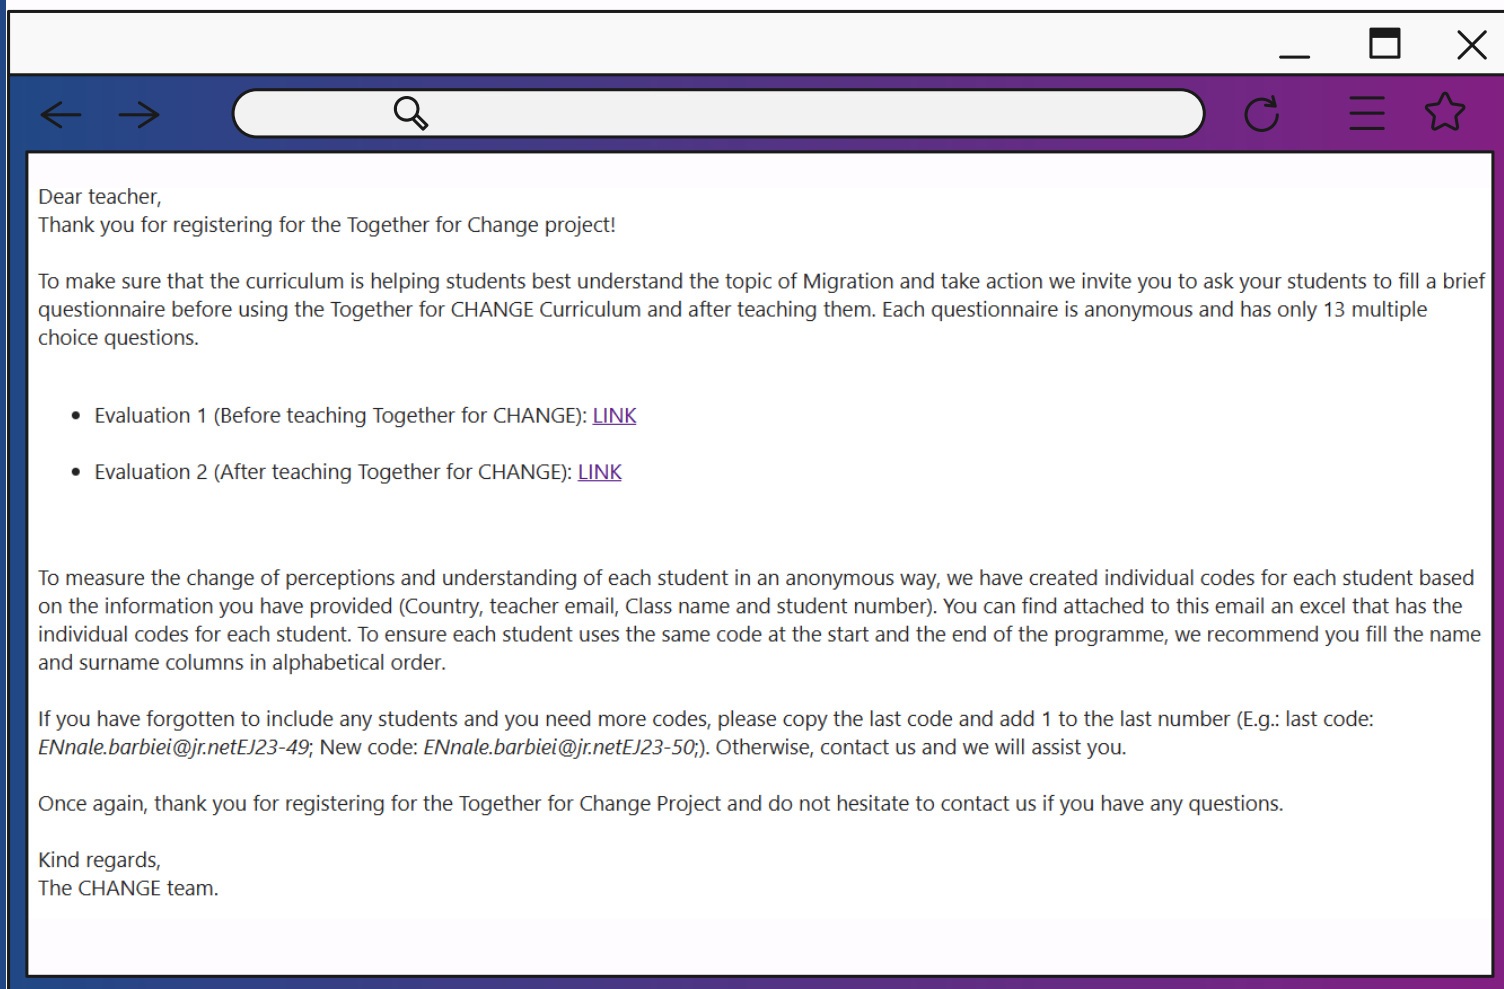 Dear teacher,
Thank you for registering for the Together for Change project!
To make sure that the curriculum is helping students best understand the topic of Migration and take action we invite you to ask your students to fill a brief
questionnaire before using the Together for CHANGE Curriculum and after teaching them. Each questionnaire is anonymous and has only 13 multiple
choice questions.
• Evaluation 1 (Before teaching Together for CHANGE): LINK
• Evaluation 2 (After teaching Together for CHANGE): LINK
To measure the change of perceptions and understanding of each student in an anonymous way, we have created individual codes for each student based
on the information you have provided (Country, teacher email, Class name and student number). You can find attached to this email an excel that has the
individual codes for each student. To ensure each student uses the same code at the start and the end of the programme, we recommend you fill the name
and surname columns in alphabetical order.
If you have forgotten to include any students and you need more codes, please copy the last code and add 1 to the last number (E.g.: last code:
ENnale.barbiei@jr.netEJ23-49; New code: ENnale.barbiei@jr.netEJ23-50;). Otherwise, contact us and we will assist you.
Once again, thank you for registering for the Together for Change Project and do not hesitate to contact us if you have any questions.
Kind regards,
The CHANGE team.